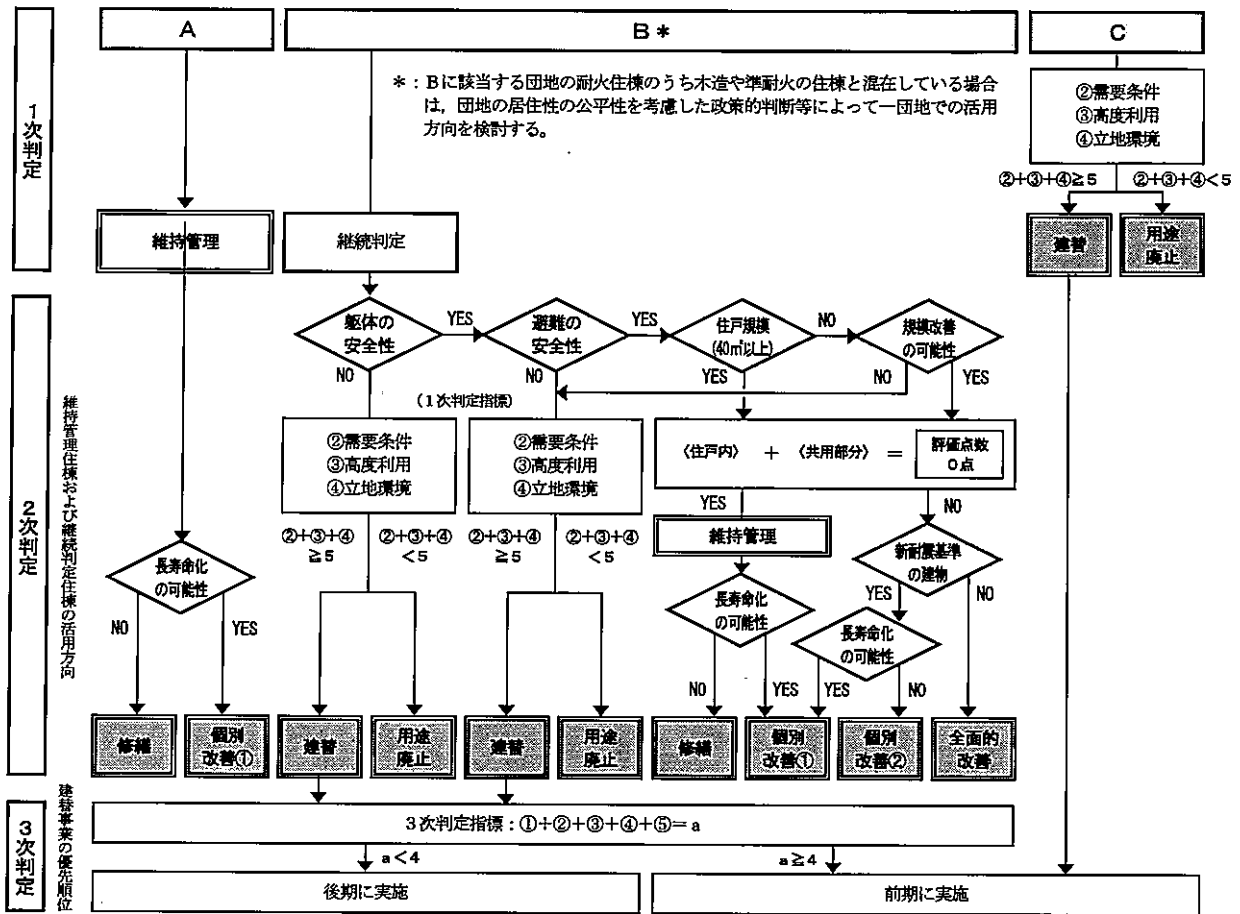 A
B＊
C
＊：Bに該当する団地の耐火住棟のうち木造や準耐火の住棟と混在している場合
は，団地の居住性の公平性を考慮した政策的判断等によって一団地での活用
方向を検討する。
1次判定
②需要条件
③高度利用
④立地環境
②+③+④≧5
②+③+④<5
建替
用途
廃止
維持管理
継続判定
2次判定
維持管理住棟および継続判定住棟の活用方向
躯体の
安全性
YES
避難の
安全性
YES
住戸規模
(40㎡以上)
NO
規模改善
の可能性
NO
NO
YES
NO
YES
（1次判定指標）
②需要条件
③高度利用
④立地環境
②需要条件
③高度利用
④立地環境
〈住戸内〉 ＋ 〈共用部分〉 ＝
評価点数
0点
②+③+④
≧5
②+③+④
<5
②+③+④
≧5
②+③+④
<5
YES
NO
維持管理
新耐震基準
の建物
YES
NO
長寿命化
の可能性
NO
YES
長寿命化
の可能性
NO
YES
長寿命化
の可能性
YES
NO
修繕
個別
改善①
建替
用途
廃止
建替
用途
廃止
修繕
個別
改善①
個別
改善②
全面的
改善
3次判定
建替事業の優先順位
3次判定指標：①+②+③+④+⑤＝a
a<4
a≧4
後期に実施
前期に実施